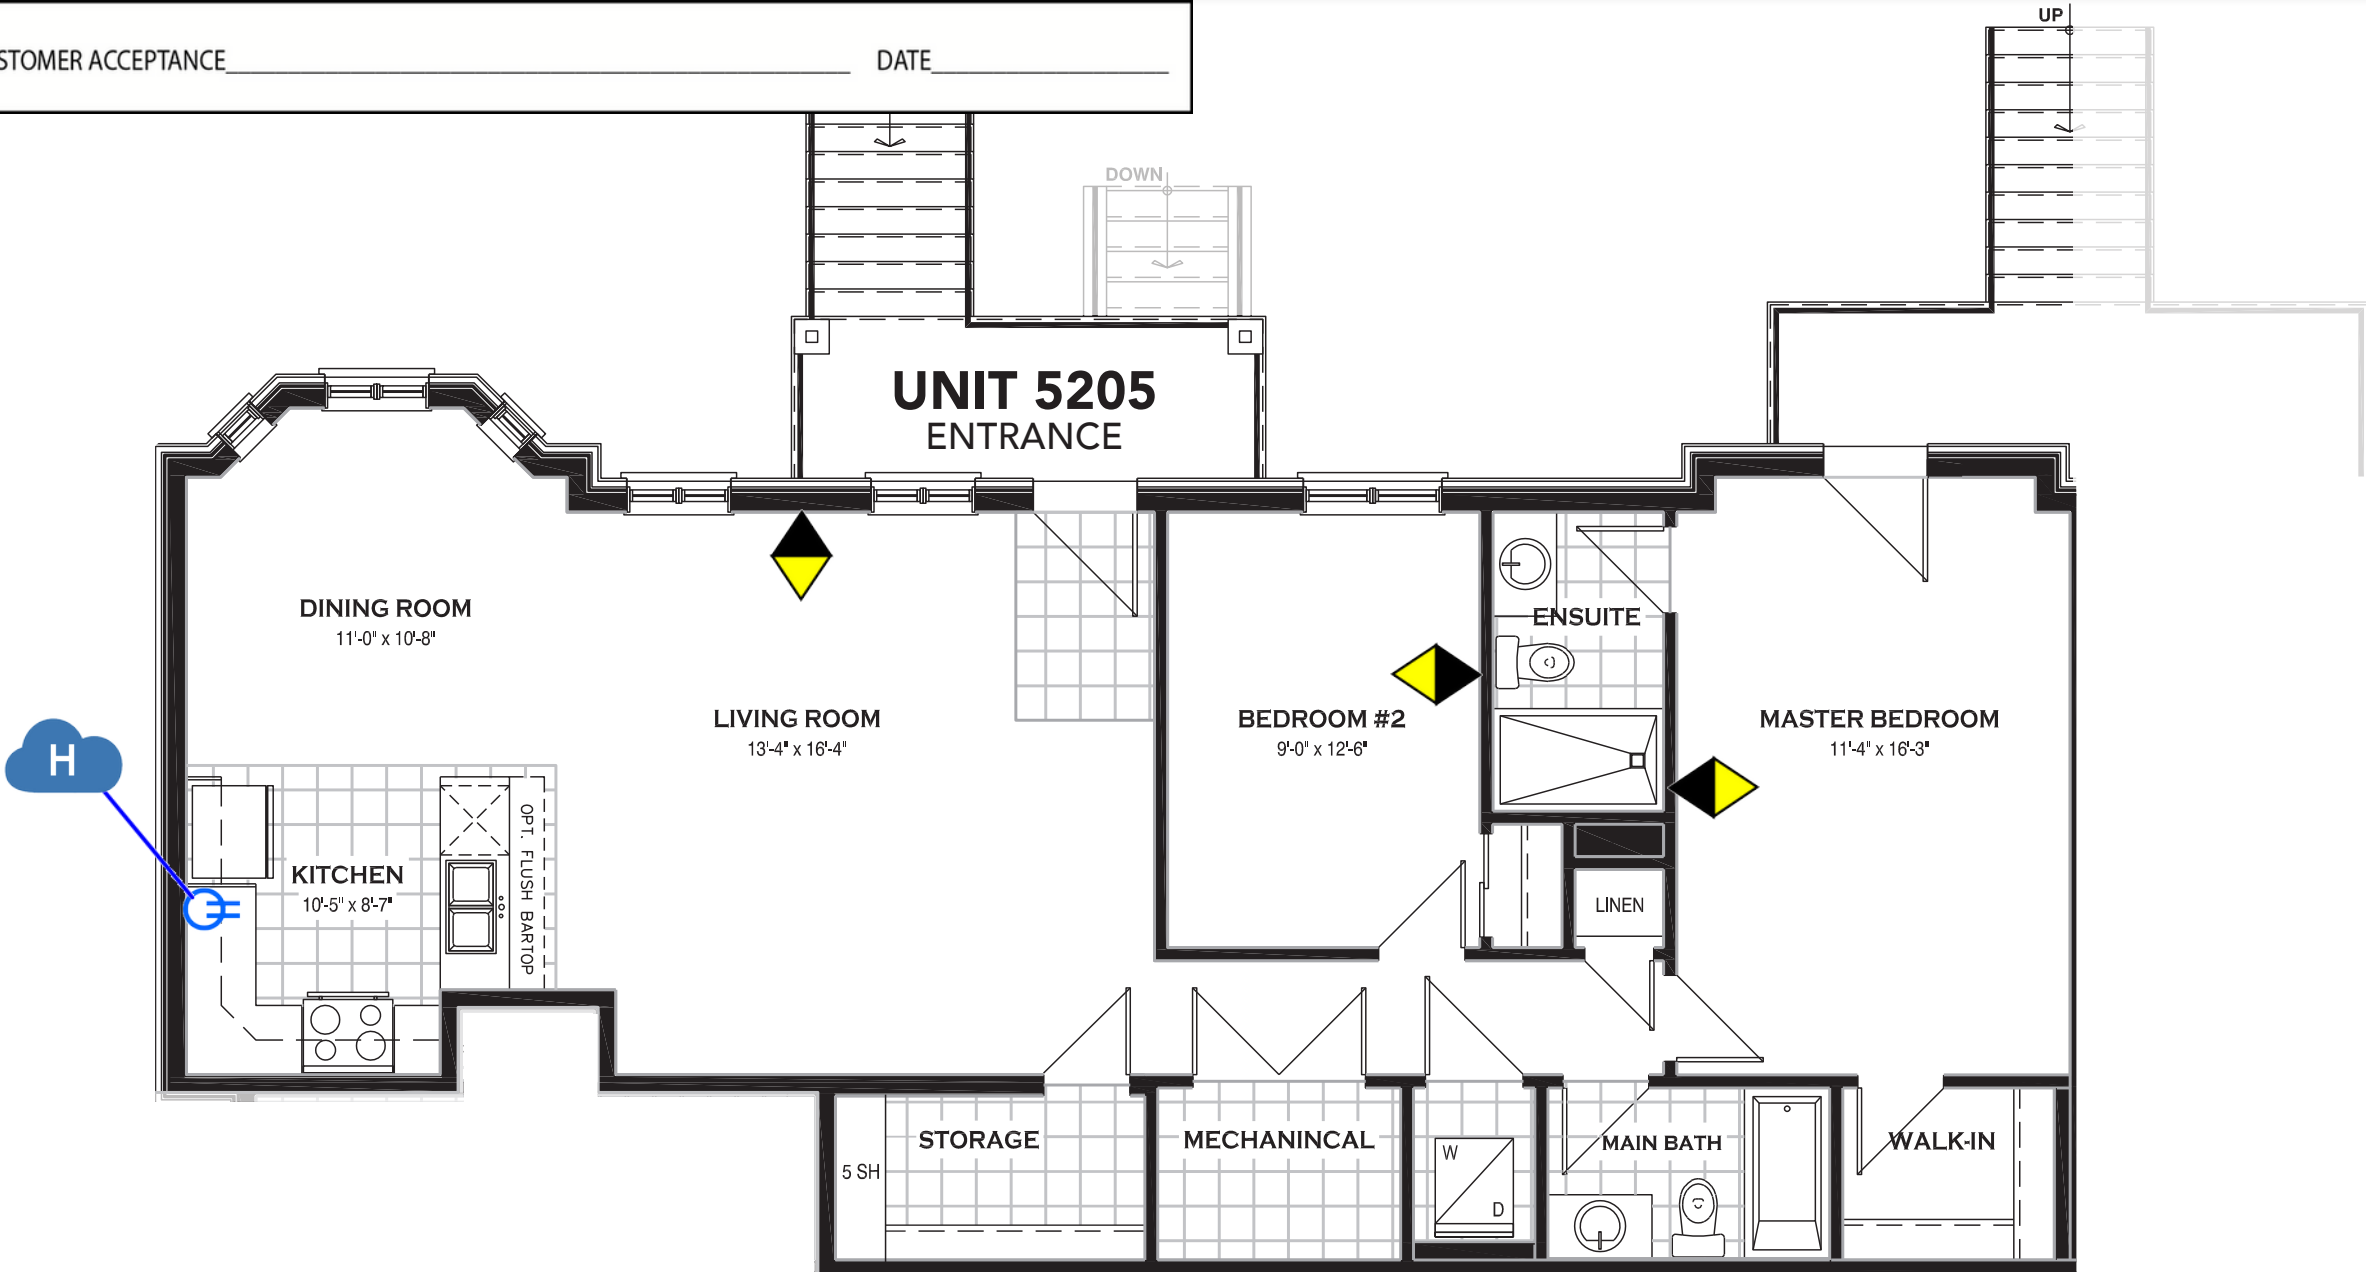 STOMER ACCEPTANCE DATE
UP
DOWN
UNIT 5205
ENTRANCE
DINING ROOM
11'-0" x 10'-8"
ENSUITE
H
LIVING ROOM
13'-4" x 16'-4"
BEDROOM #2
9'-0" x 12'-6"
MASTER BEDROOM
11'-4" x 16'-3"
KITCHEN
10'-5" x 8'-7"
OPT. FLUSH BARTOP
LINEN
STORAGE
5 SH
MECHANINCAL
W
D
MAIN BATH
WALK-IN